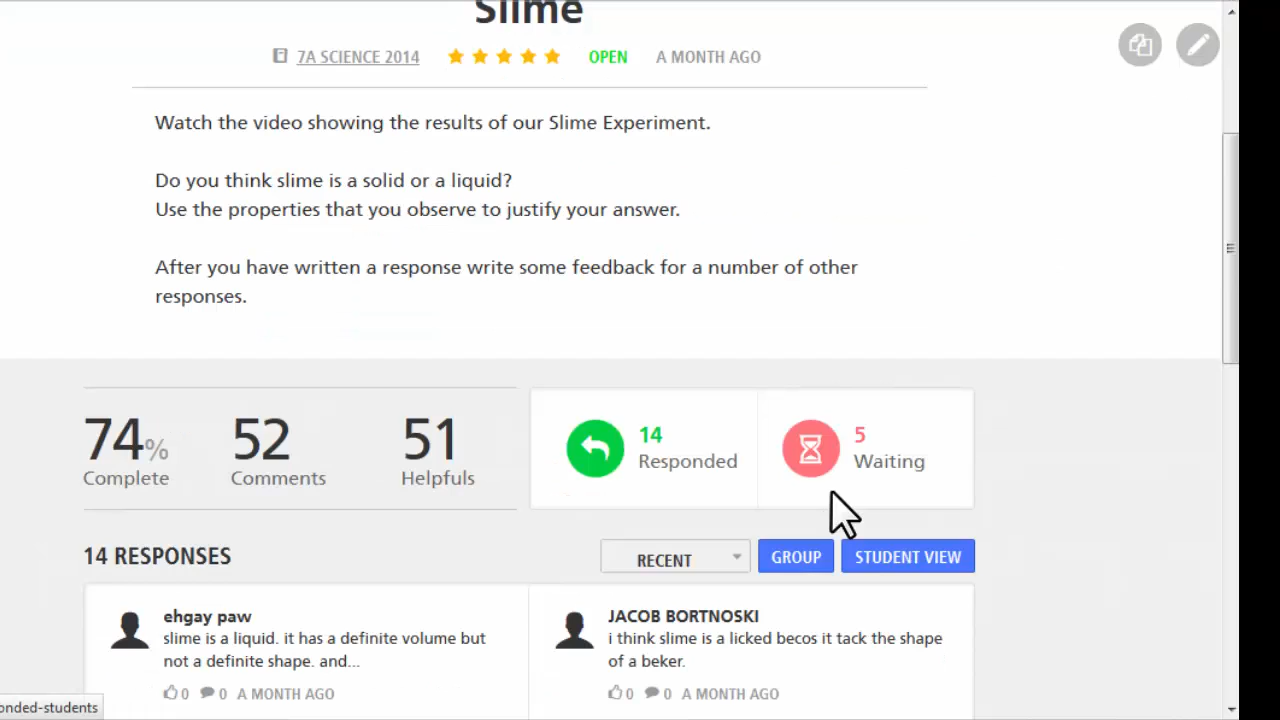 Slime
7A SCIENCE 2014 OPEN A MONTH AGO
Watch the video showing the results of our Slime Experiment.
Do you think slime is a solid or a liquid?
Use the properties that you observe to justify your answer.
After you have written a response write some feedback for a number of other
responses.
74% 52 51
Complete Comments Helpfuls
14
Responded
5
Waiting
14 RESPONSES
RECENT GROUP STUDENT VIEW
ehgay paw
slime is a liquid. it has a definite volume but
not a definite shape. and...
0 0 A MONTH AGO
JACOB BORTNOSKI
i think slime is a licked becos it tack the shape
of a beker.
0 0 A MONTH AGO
onded-students